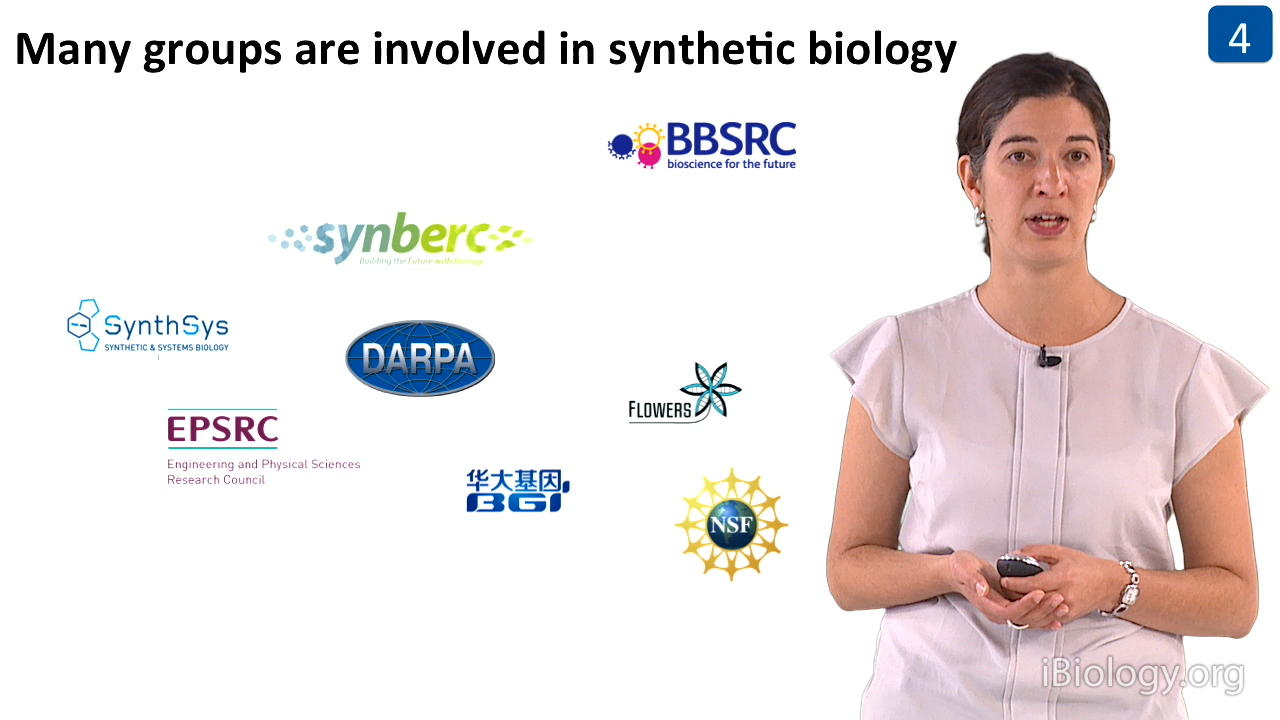 Many groups are involved in synthetic biology
4
BBSRC
bioscience for the future
synberc
Building the Future with Biology
SynthSys
SYNTHETIC & SYSTEMS BIOLOGY
DARPA
FLOWERS
EPSRC
Engineering and Physical Sciences
Research Council
华大基因
BGI
NSF
iBiology.org